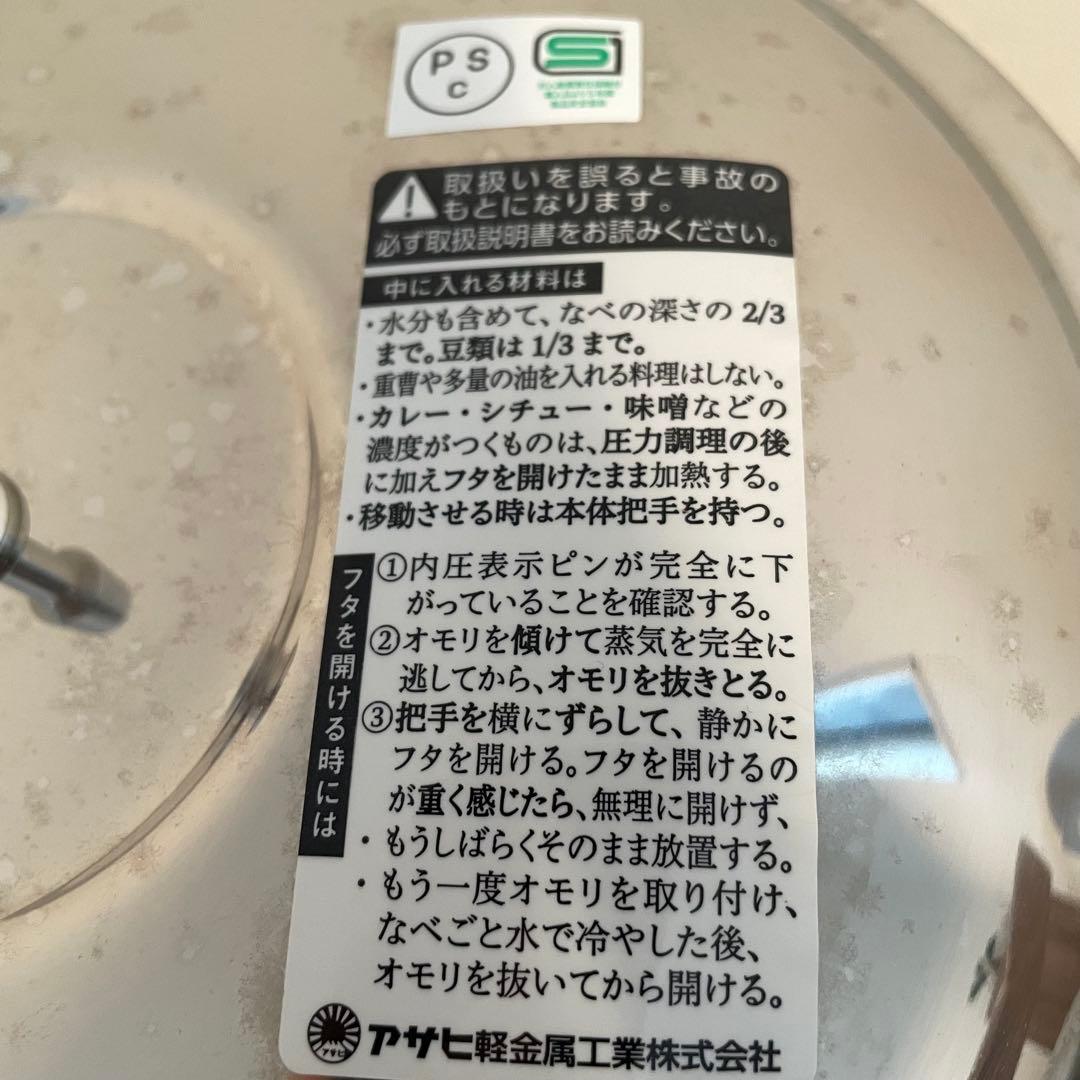 PSC
S
取扱いを誤ると事故の
もとになります。
必ず取扱説明書をお読みください。
中に入れる材料は
・水分も含めて、なべの深さの 2/3
まで。豆類は 1/3 まで。
・重曹や多量の油を入れる料理はしない。
・カレー・シチュー・味噌などの
濃度がつくものは、圧力調理の後
に加えフタを開けたまま加熱する。
・移動させる時は本体把手を持つ。
フタを開ける時には
①内圧表示ピンが完全に下
がっていることを確認する。
②オモリを傾けて蒸気を完全に
逃してから、オモリを抜きとる。
③把手を横にずらして、静かに
フタを開ける。フタを開けるの
が重く感じたら、無理に開けず、
・もうしばらくそのまま放置する。
・もう一度オモリを取り付け、
なべごと水で冷やした後、
オモリを抜いてから開ける。
アサヒ
アサヒ軽金属工業株式会社